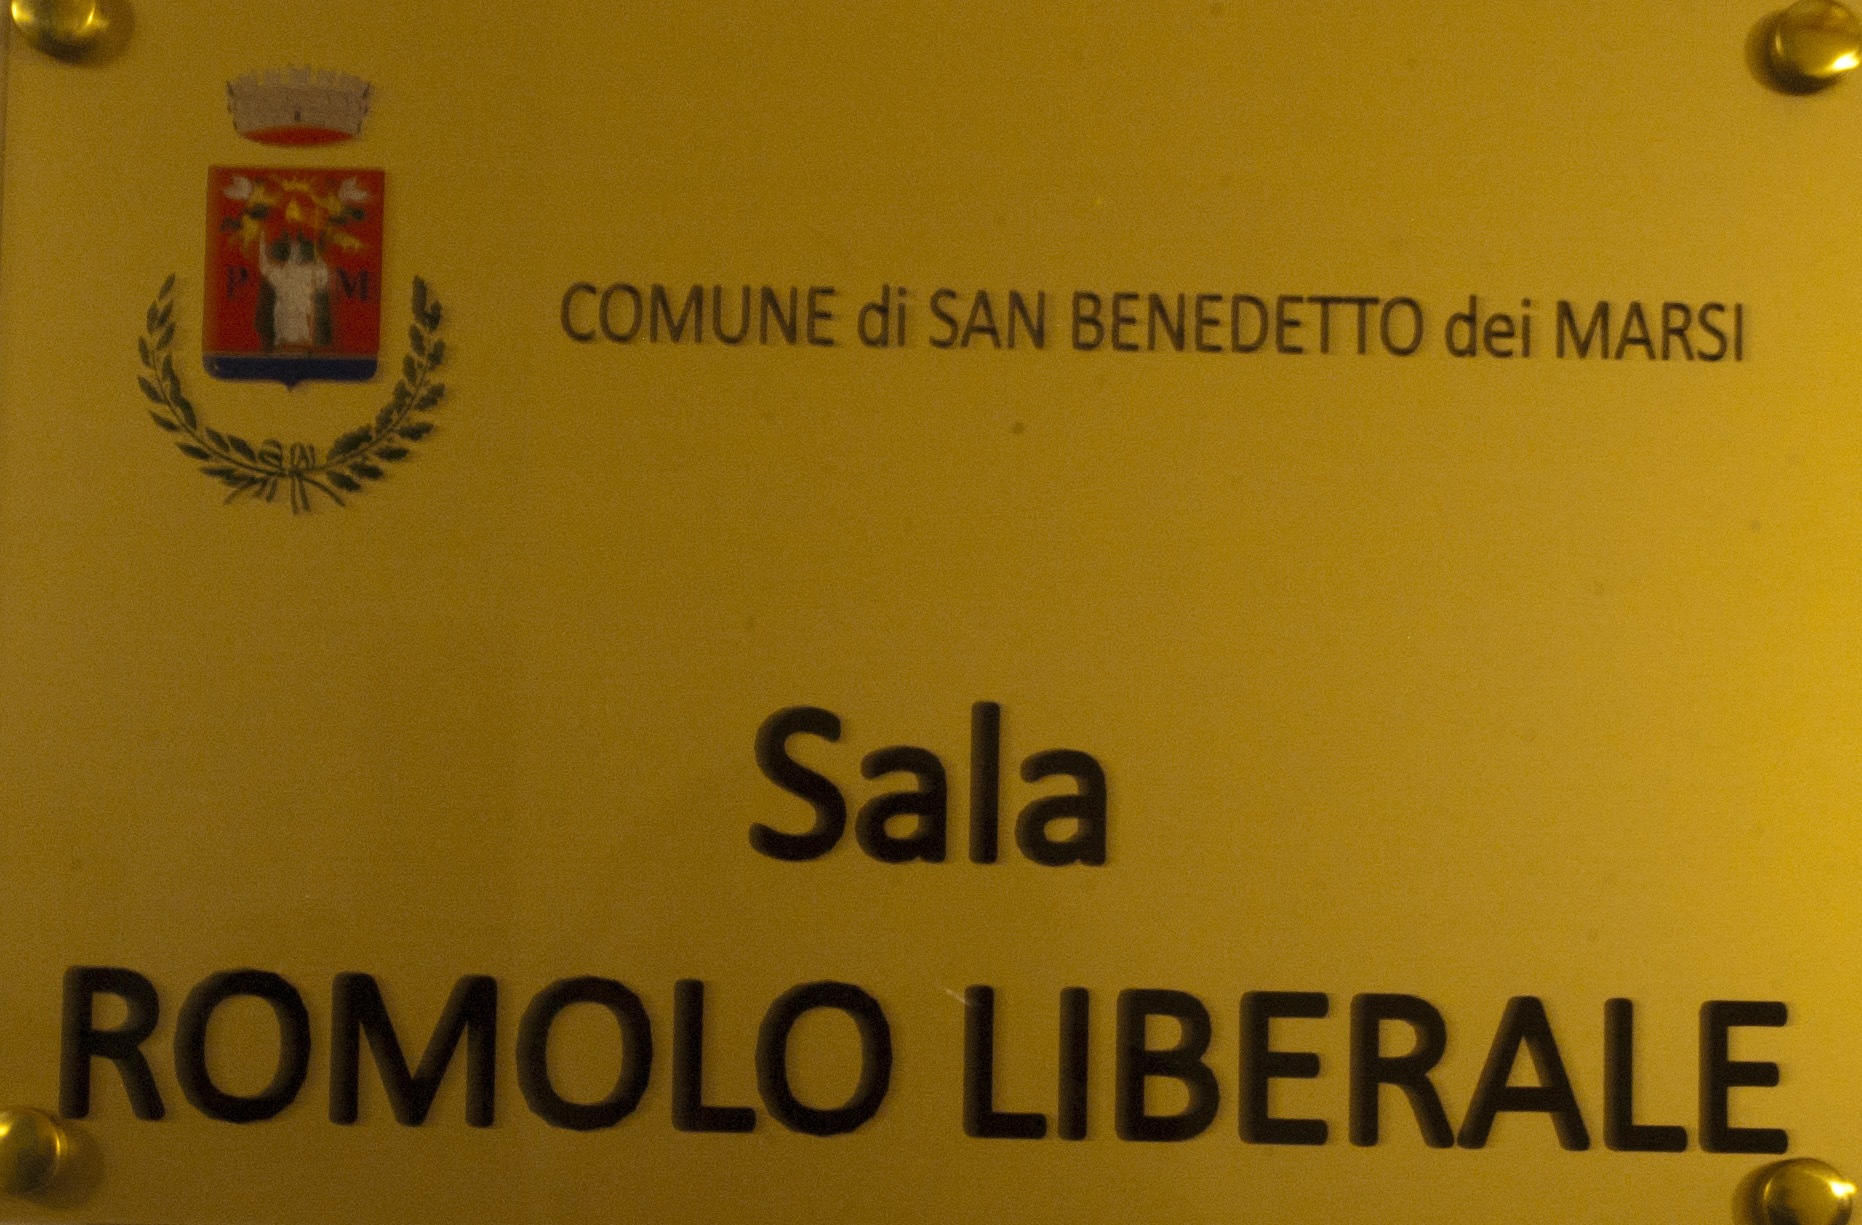 P M
COMUNE di SAN BENEDETTO dei MARSI
Sala
ROMOLO LIBERALE